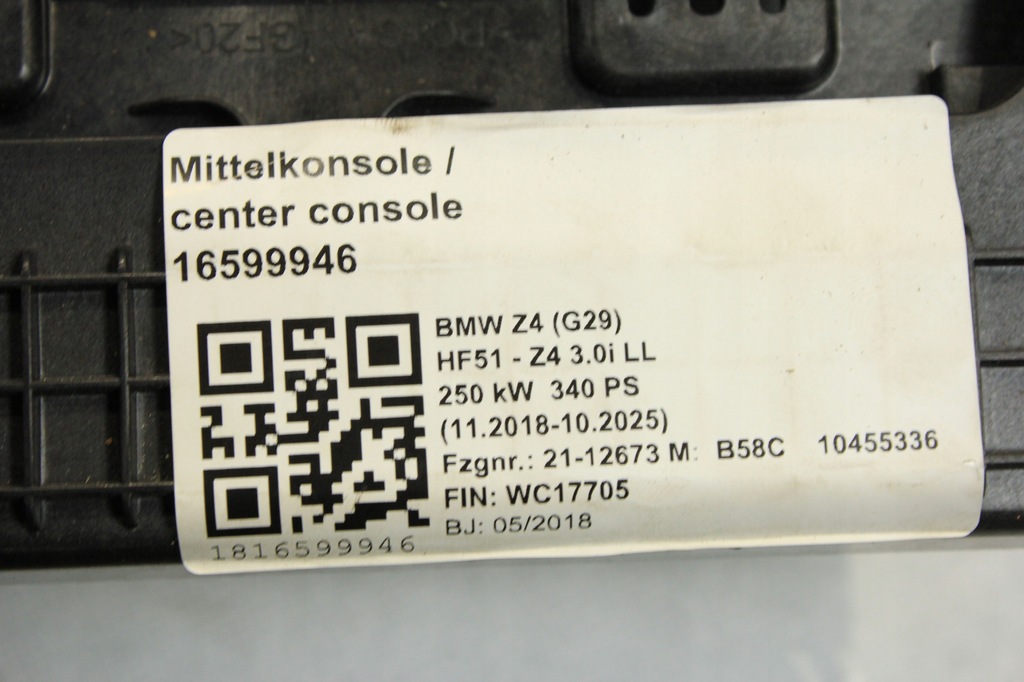 GF20<
Mittelkonsole /
center console
16599946
BMW Z4 (G29)
HF51 - Z4 3.0i LL
250 kW 340 PS
(11.2018-10.2025)
Fzgnr.: 21-12673 M: B58C 10455336
FIN: WC17705
BJ: 05/2018
1816599946